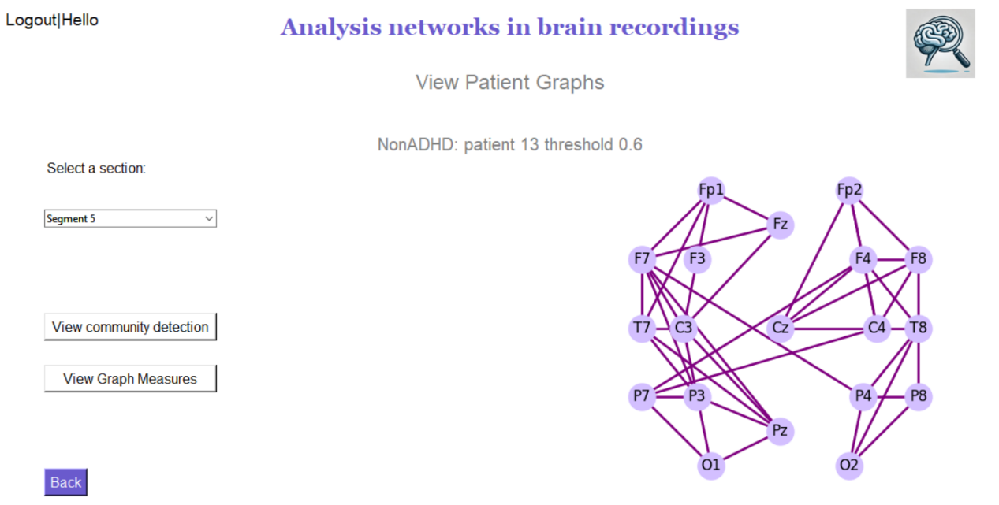 Logout|Hello
Analysis networks in brain recordings
View Patient Graphs
NonADHD: patient 13 threshold 0.6
Select a section:
Segment 5
View community detection
View Graph Measures
Back
Fp1
Fp2
Fz
F7
F3
F4
F8
T7
C3
Cz
C4
T8
P7
P3
P4
P8
Pz
O1
O2